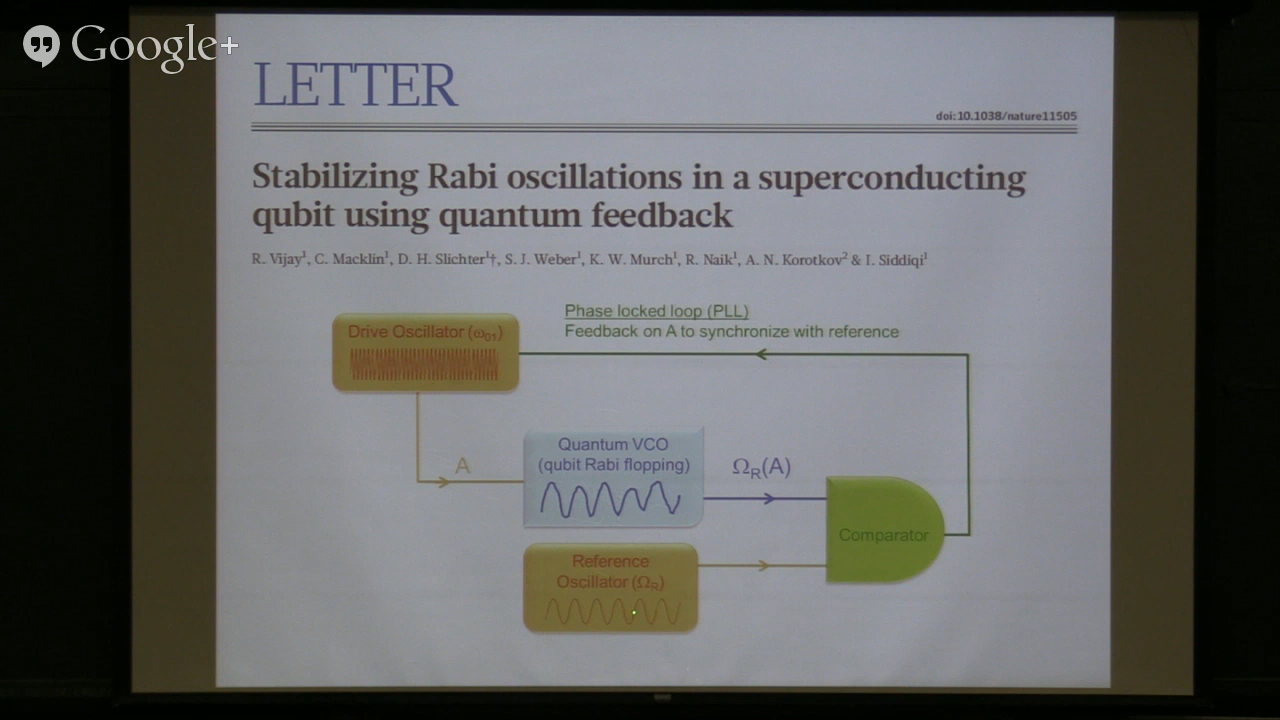 Google+
LETTER
doi:10.1038/nature11505
Stabilizing Rabi oscillations in a superconducting
qubit using quantum feedback
R. Vijay¹, C. Macklin¹, D. H. Slichter¹†, S. J. Weber¹, K. W. Murch¹, R. Naik¹, A. N. Korotkov² & I. Siddiqi¹
Phase locked loop (PLL)
Feedback on A to synchronize with reference
Drive Oscillator (ω₀₁)
A
Quantum VCO
(qubit Rabi flopping)
Ω_R(A)
Comparator
Reference
Oscillator (Ω_R)